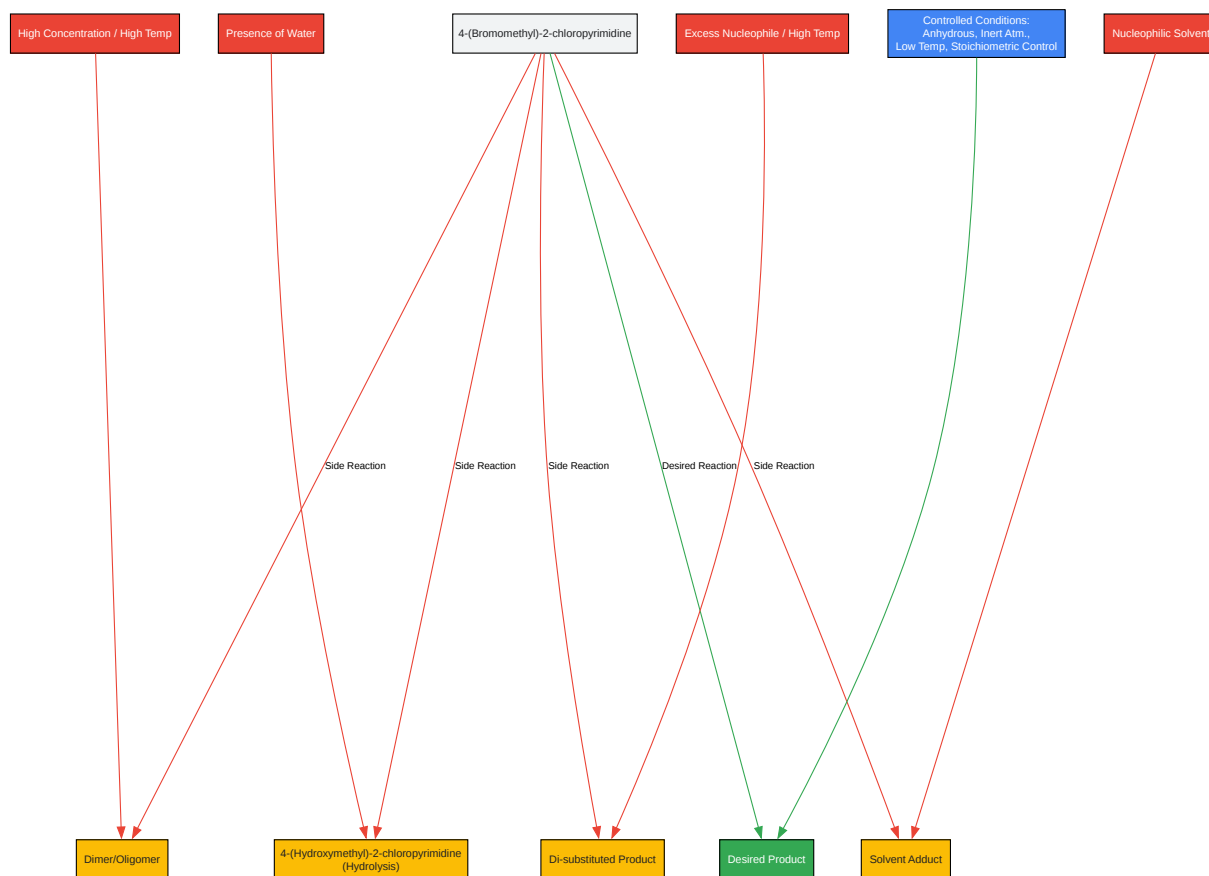 High Concentration / High Temp
Presence of Water
4-(Bromomethyl)-2-chloropyrimidine
Excess Nucleophile / High Temp
Controlled Conditions:
Anhydrous, Inert Atm.,
Low Temp, Stoichiometric Control
Nucleophilic Solvent
Side Reaction
Side Reaction
Side Reaction
Desired Reaction
Side Reaction
Dimer/Oligomer
4-(Hydroxymethyl)-2-chloropyrimidine
(Hydrolysis)
Di-substituted Product
Desired Product
Solvent Adduct